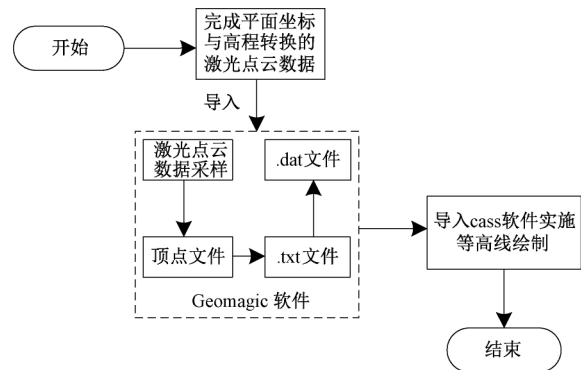 开始
完成平面坐标
与高程转换的
激光点云数据
导入
激光点云
数据采样
.dat文件
顶点文件
.txt文件
Geomagic 软件
导入cass软件实施
等高线绘制
结束